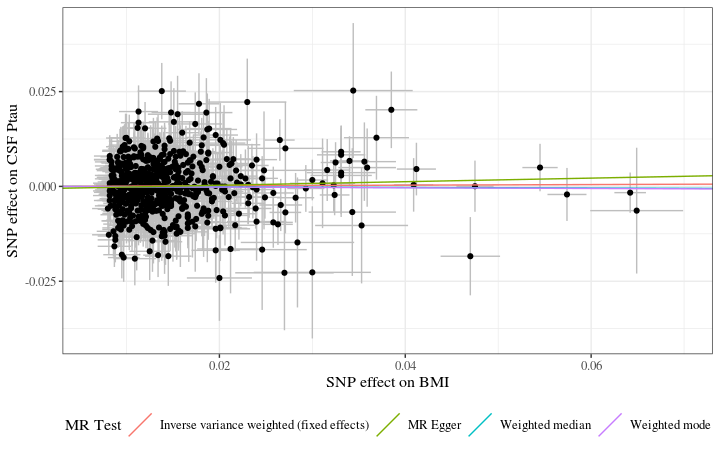 SNP effect on CSF Ptau
0.025
0.000
-0.025
0.02
0.04
0.06
SNP effect on BMI
MR Test
Inverse variance weighted (fixed effects)
MR Egger
Weighted median
Weighted mode